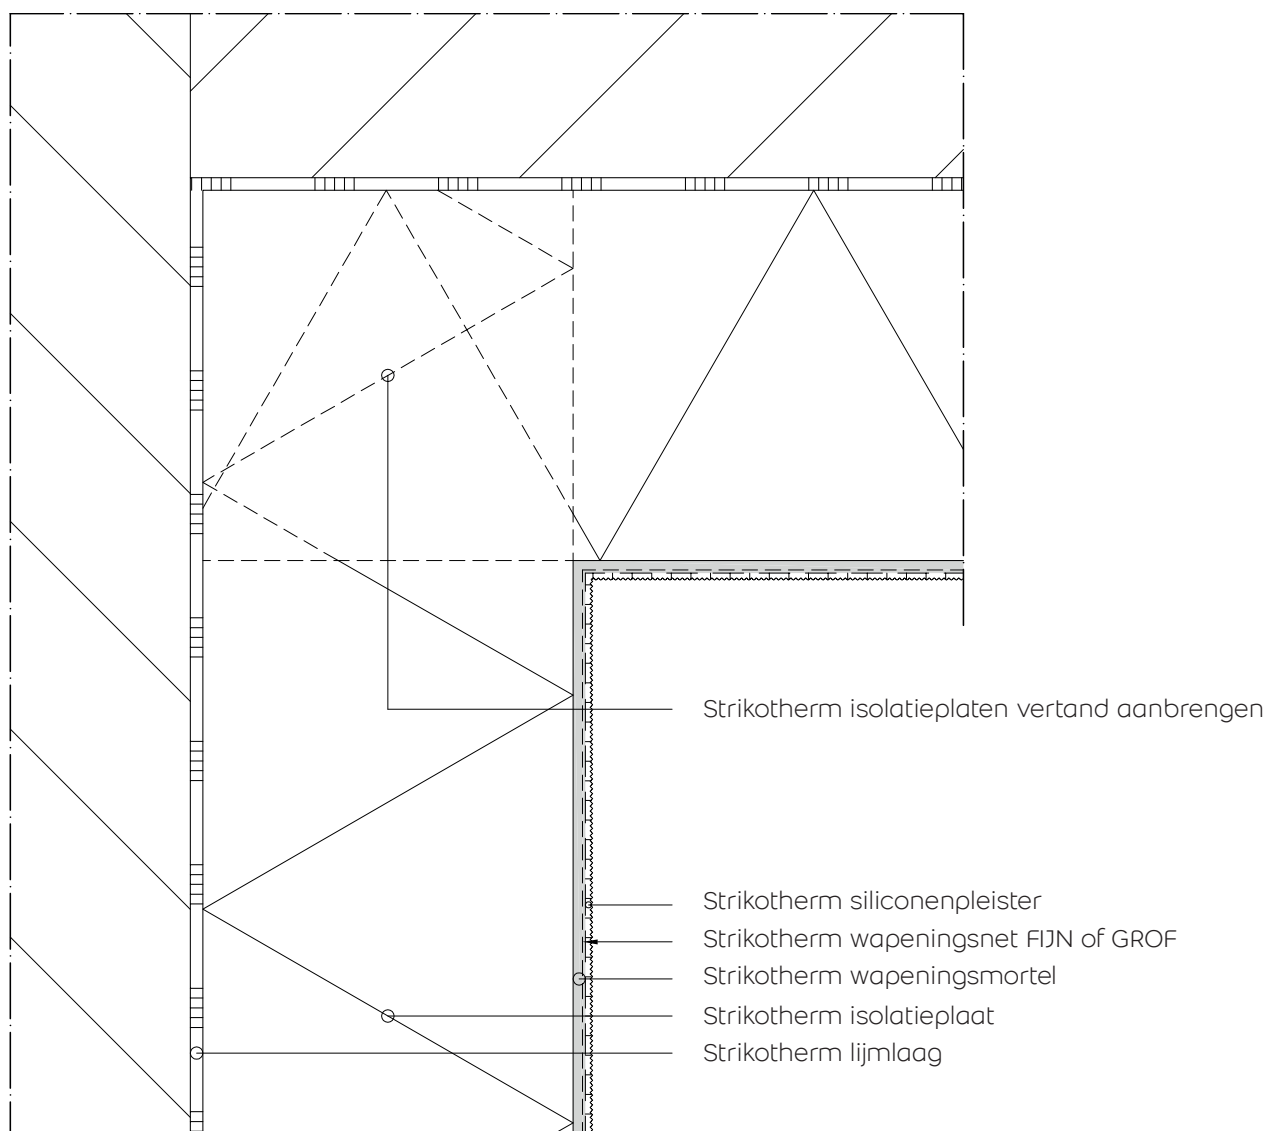 Strikotherm isolatieplaten vertand aanbrengen
Strikotherm siliconenpleister
Strikotherm wapeningsnet FIJN of GROF
Strikotherm wapeningsmortel
Strikotherm isolatieplaat
Strikotherm lijmlaag